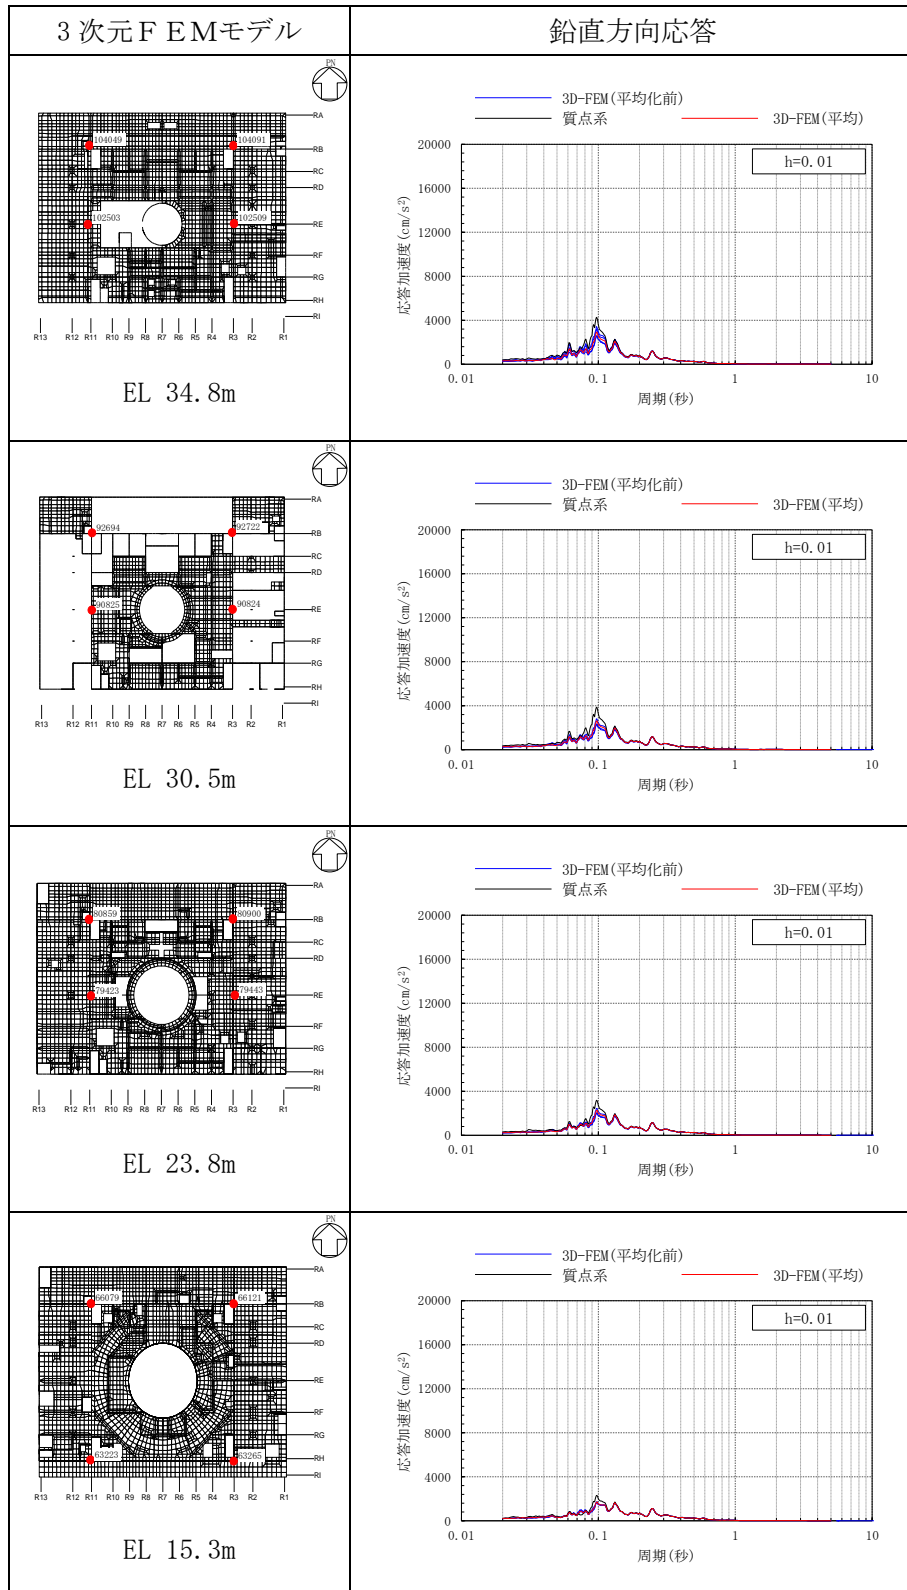 3次元ＦＥＭモデル
鉛直方向応答
PN
104049
104091
102503
102509
RA
RB
RC
RD
RE
RF
RG
RH
RI
R13 R12 R11 R10 R9 R8 R7 R6 R5 R4 R3 R2 R1
EL 34.8m
3D-FEM(平均化前)
質点系 3D-FEM(平均)
h=0.01
応答加速度(cm/s²)
20000
16000
12000
8000
4000
0
0.01 0.1 1 10
周期(秒)
PN
92694
92722
90825
90824
RA
RB
RC
RD
RE
RF
RG
RH
RI
R13 R12 R11 R10 R9 R8 R7 R6 R5 R4 R3 R2 R1
EL 30.5m
3D-FEM(平均化前)
質点系 3D-FEM(平均)
h=0.01
応答加速度(cm/s²)
20000
16000
12000
8000
4000
0
0.01 0.1 1 10
周期(秒)
PN
80859
80900
79423
79443
RA
RB
RC
RD
RE
RF
RG
RH
RI
R13 R12 R11 R10 R9 R8 R7 R6 R5 R4 R3 R2 R1
EL 23.8m
3D-FEM(平均化前)
質点系 3D-FEM(平均)
h=0.01
応答加速度(cm/s²)
20000
16000
12000
8000
4000
0
0.01 0.1 1 10
周期(秒)
PN
66079
66121
63223
63265
RA
RB
RC
RD
RE
RF
RG
RH
RI
R13 R12 R11 R10 R9 R8 R7 R6 R5 R4 R3 R2 R1
EL 15.3m
3D-FEM(平均化前)
質点系 3D-FEM(平均)
h=0.01
応答加速度(cm/s²)
20000
16000
12000
8000
4000
0
0.01 0.1 1 10
周期(秒)